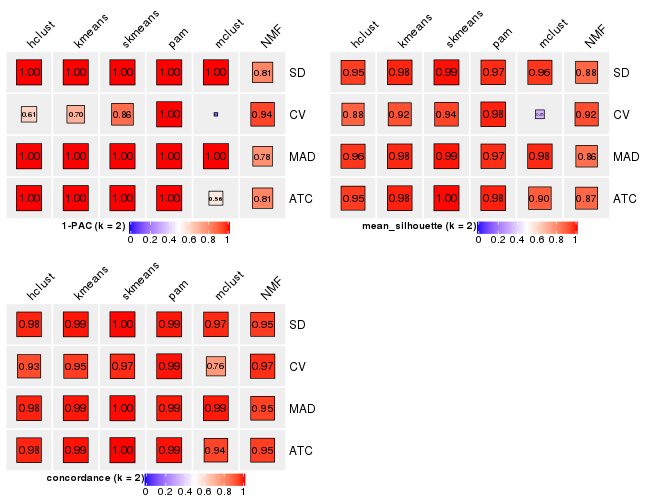 hclust kmeans skmeans pam mclust NMF
1.00 1.00 1.00 1.00 1.00 0.81 SD
0.61 0.70 0.86 1.00 0.94 CV
1.00 1.00 1.00 1.00 1.00 0.78 MAD
1.00 1.00 1.00 1.00 0.56 0.81 ATC
1-PAC (k = 2)
0 0.2 0.4 0.6 0.8 1
hclust kmeans skmeans pam mclust NMF
0.95 0.98 0.99 0.97 0.96 0.88 SD
0.88 0.92 0.94 0.98 0.92 CV
0.96 0.98 0.99 0.97 0.98 0.86 MAD
0.95 0.98 1.00 0.98 0.90 0.87 ATC
mean_silhouette (k = 2)
0 0.2 0.4 0.6 0.8 1
hclust kmeans skmeans pam mclust NMF
0.98 0.99 1.00 0.99 0.97 0.95 SD
0.93 0.95 0.97 0.99 0.76 0.97 CV
0.98 0.99 1.00 0.99 0.99 0.95 MAD
0.98 0.99 1.00 0.99 0.94 0.95 ATC
concordance (k = 2)
0 0.2 0.4 0.6 0.8 1